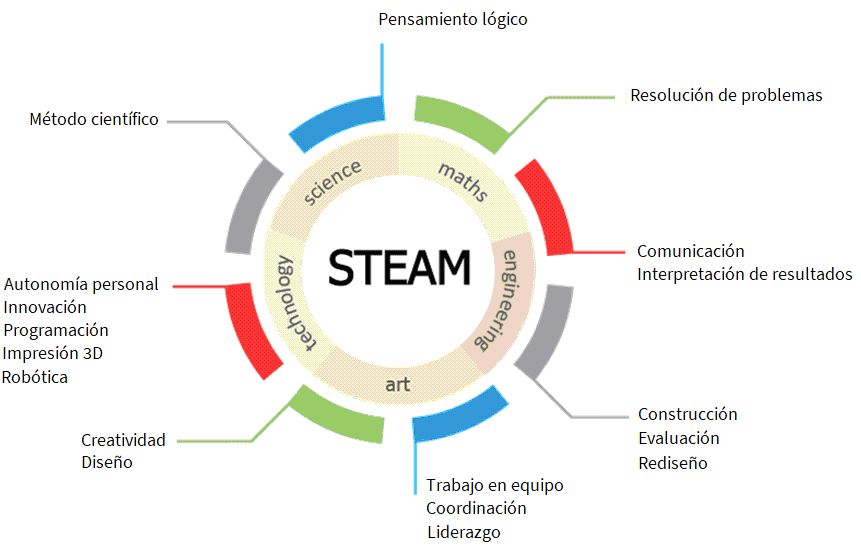 Pensamiento lógico
Resolución de problemas
Método científico
science
maths
Comunicación
Interpretación de resultados
STEAM
engineering
technology
Autonomía personal
Innovación
Programación
Impresión 3D
Robótica
art
Construcción
Evaluación
Rediseño
Creatividad
Diseño
Trabajo en equipo
Coordinación
Liderazgo